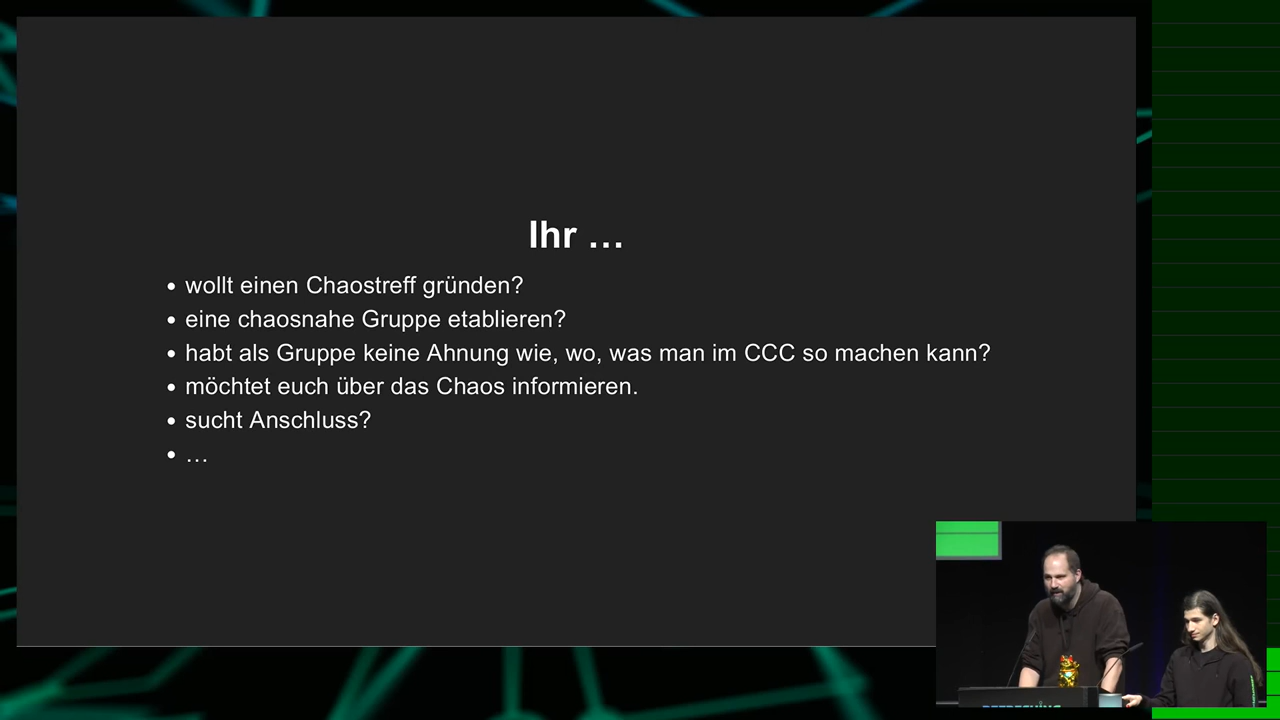 Ihr …
• wollt einen Chaostreff gründen?
• eine chaosnahe Gruppe etablieren?
• habt als Gruppe keine Ahnung wie, wo, was man im CCC so machen kann?
• möchtet euch über das Chaos informieren.
• sucht Anschluss?
• …